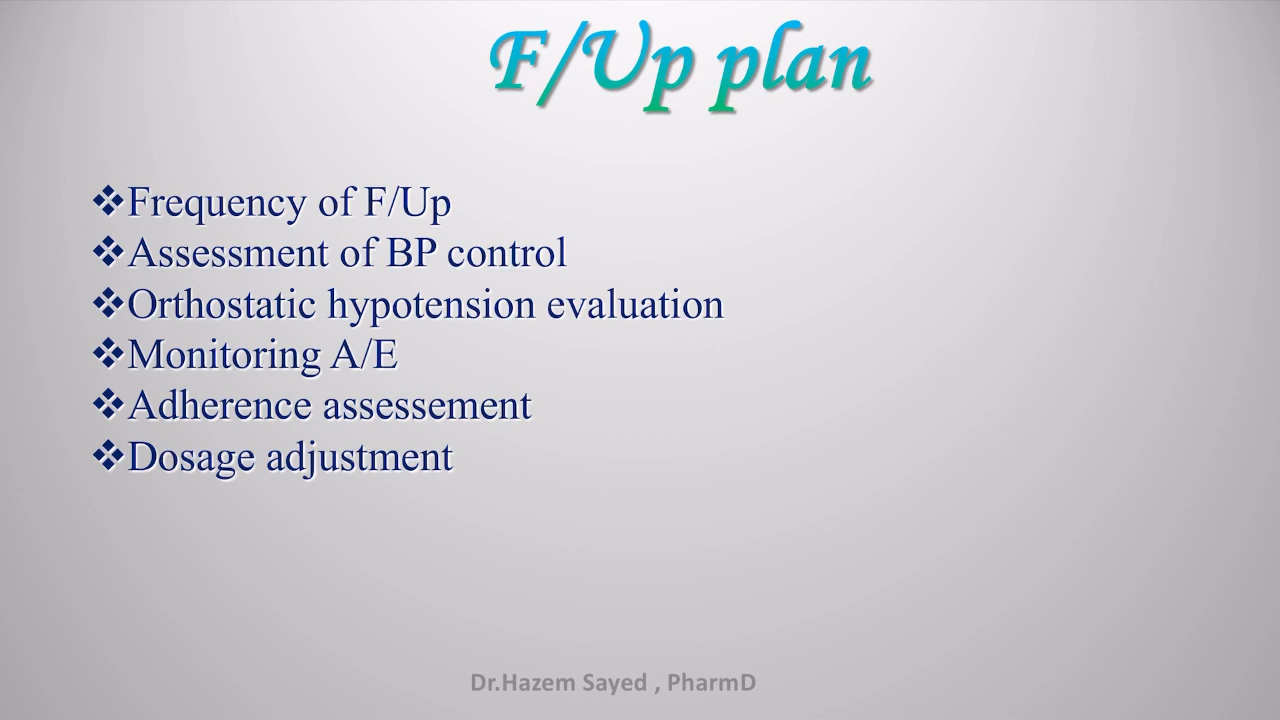 F/Up plan
❖Frequency of F/Up
❖Assessment of BP control
❖Orthostatic hypotension evaluation
❖Monitoring A/E
❖Adherence assessement
❖Dosage adjustment
Dr.Hazem Sayed , PharmD